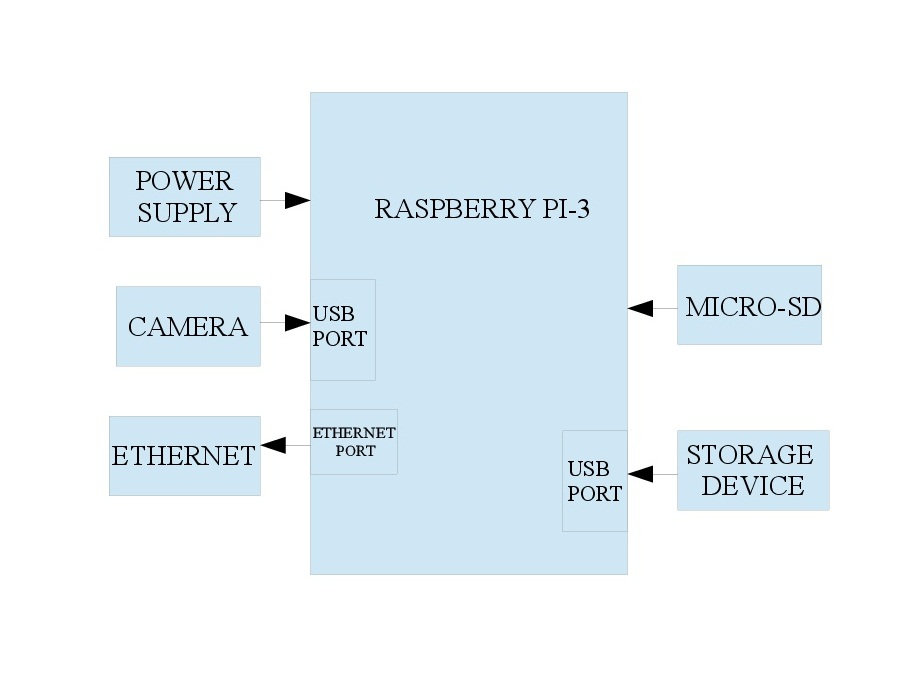 POWER
SUPPLY
RASPBERRY PI-3
CAMERA
USB
PORT
MICRO-SD
ETHERNET
ETHERNET
PORT
USB
PORT
STORAGE
DEVICE